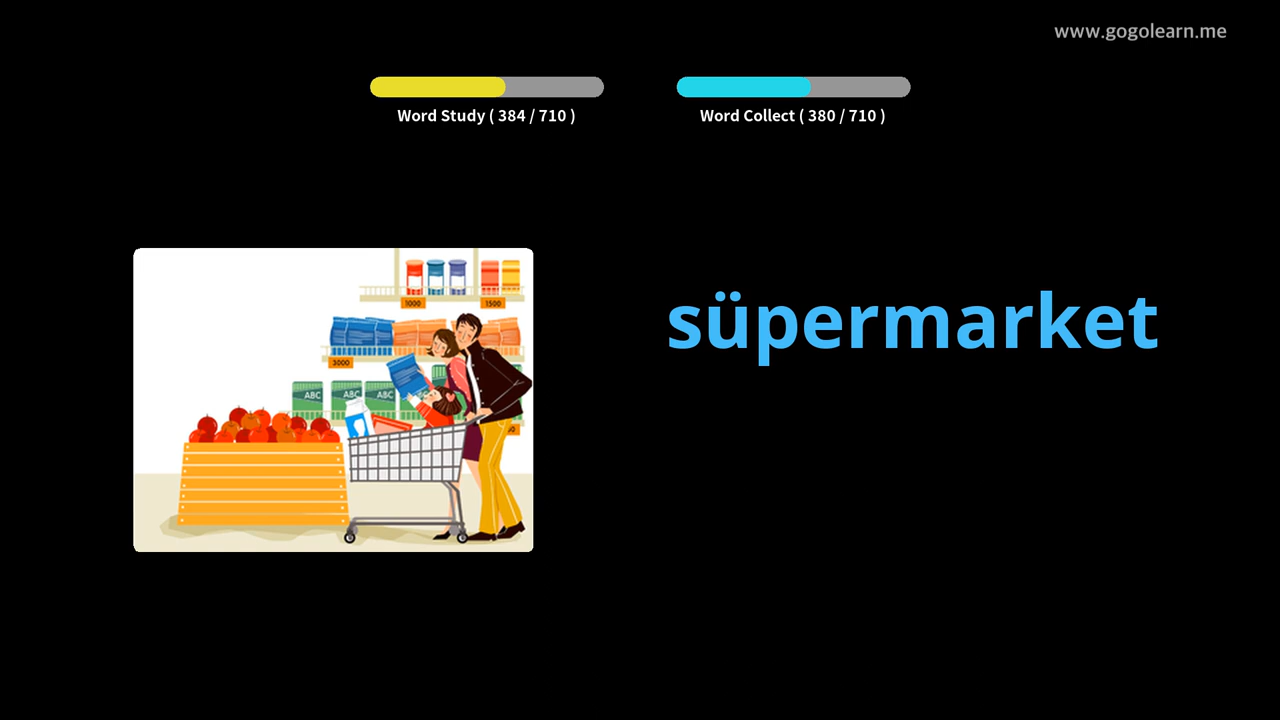 www.gogolearn.me
Word Study ( 384 / 710 )
Word Collect ( 380 / 710 )
süpermarket
1000
1500
3000
ABC
ABC
ABC